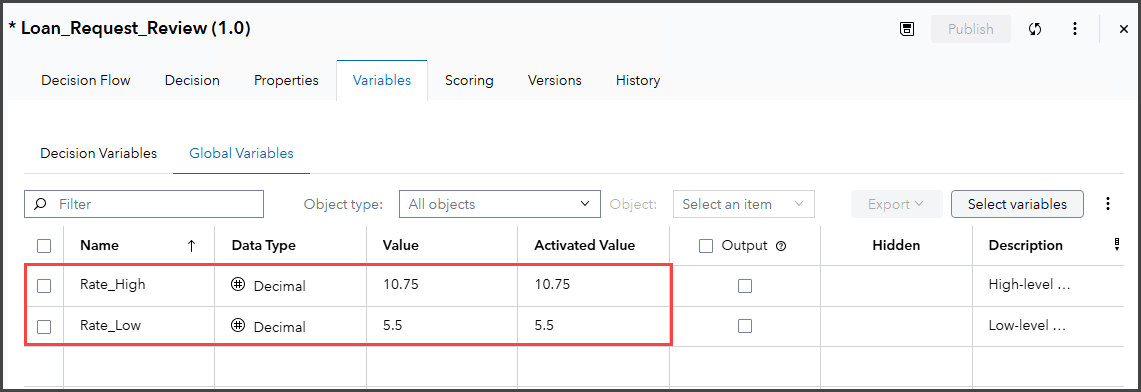 * Loan_Request_Review (1.0)
Publish
Decision Flow Decision Properties Variables Scoring Versions History
Decision Variables Global Variables
Filter Object type: All objects Object: Select an item Export Select variables
Name Data Type Value Activated Value Output Hidden Description
Rate_High Decimal 10.75 10.75 High-level ...
Rate_Low Decimal 5.5 5.5 Low-level ...